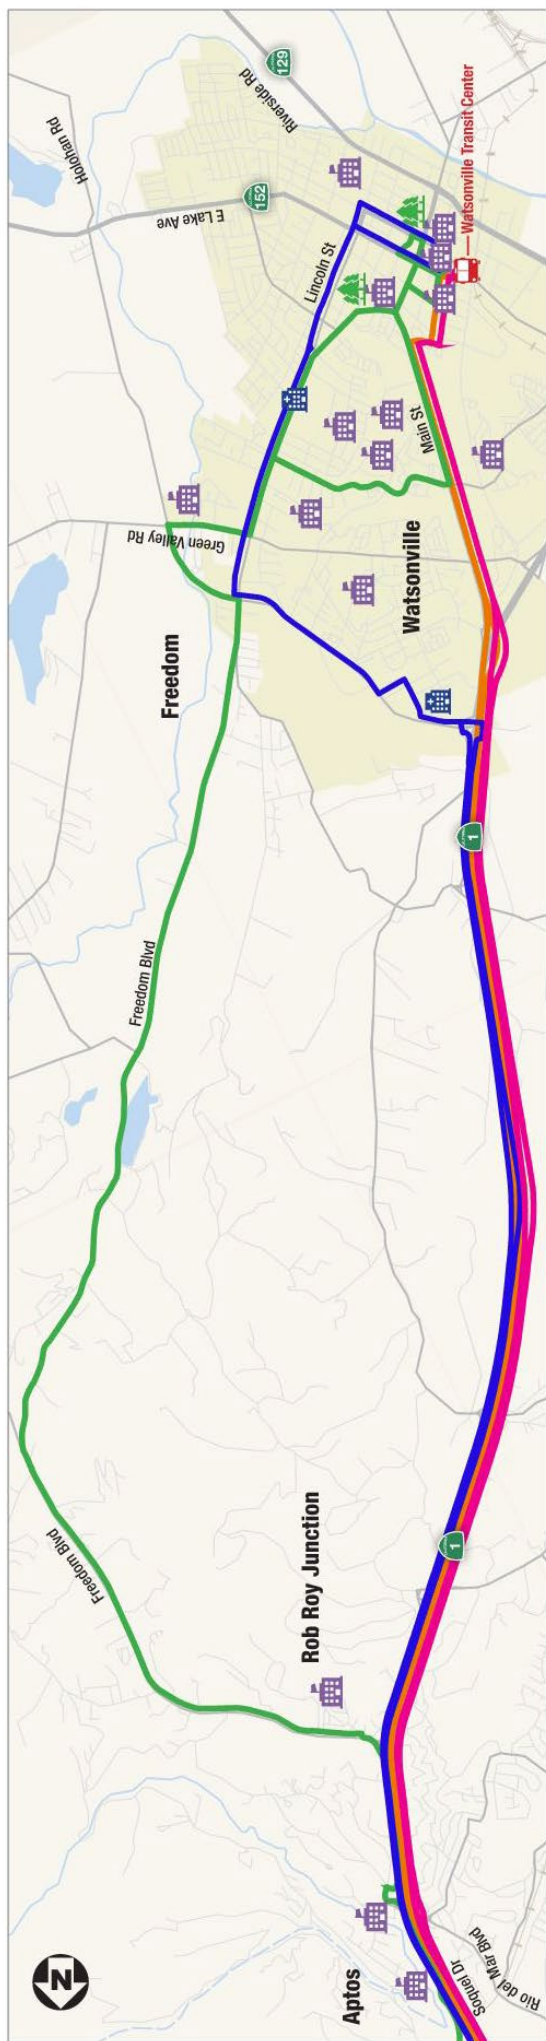 N
Aptos
Soquel Dr
Rio del Mar Blvd
Rob Roy Junction
1
Freedom Blvd
Freedom Blvd
1
Freedom
Watsonville
Green Valley Rd
Main St
Lincoln St
E Lake Ave
152
Holohan Rd
Riverside Rd
129
Watsonville Transit Center